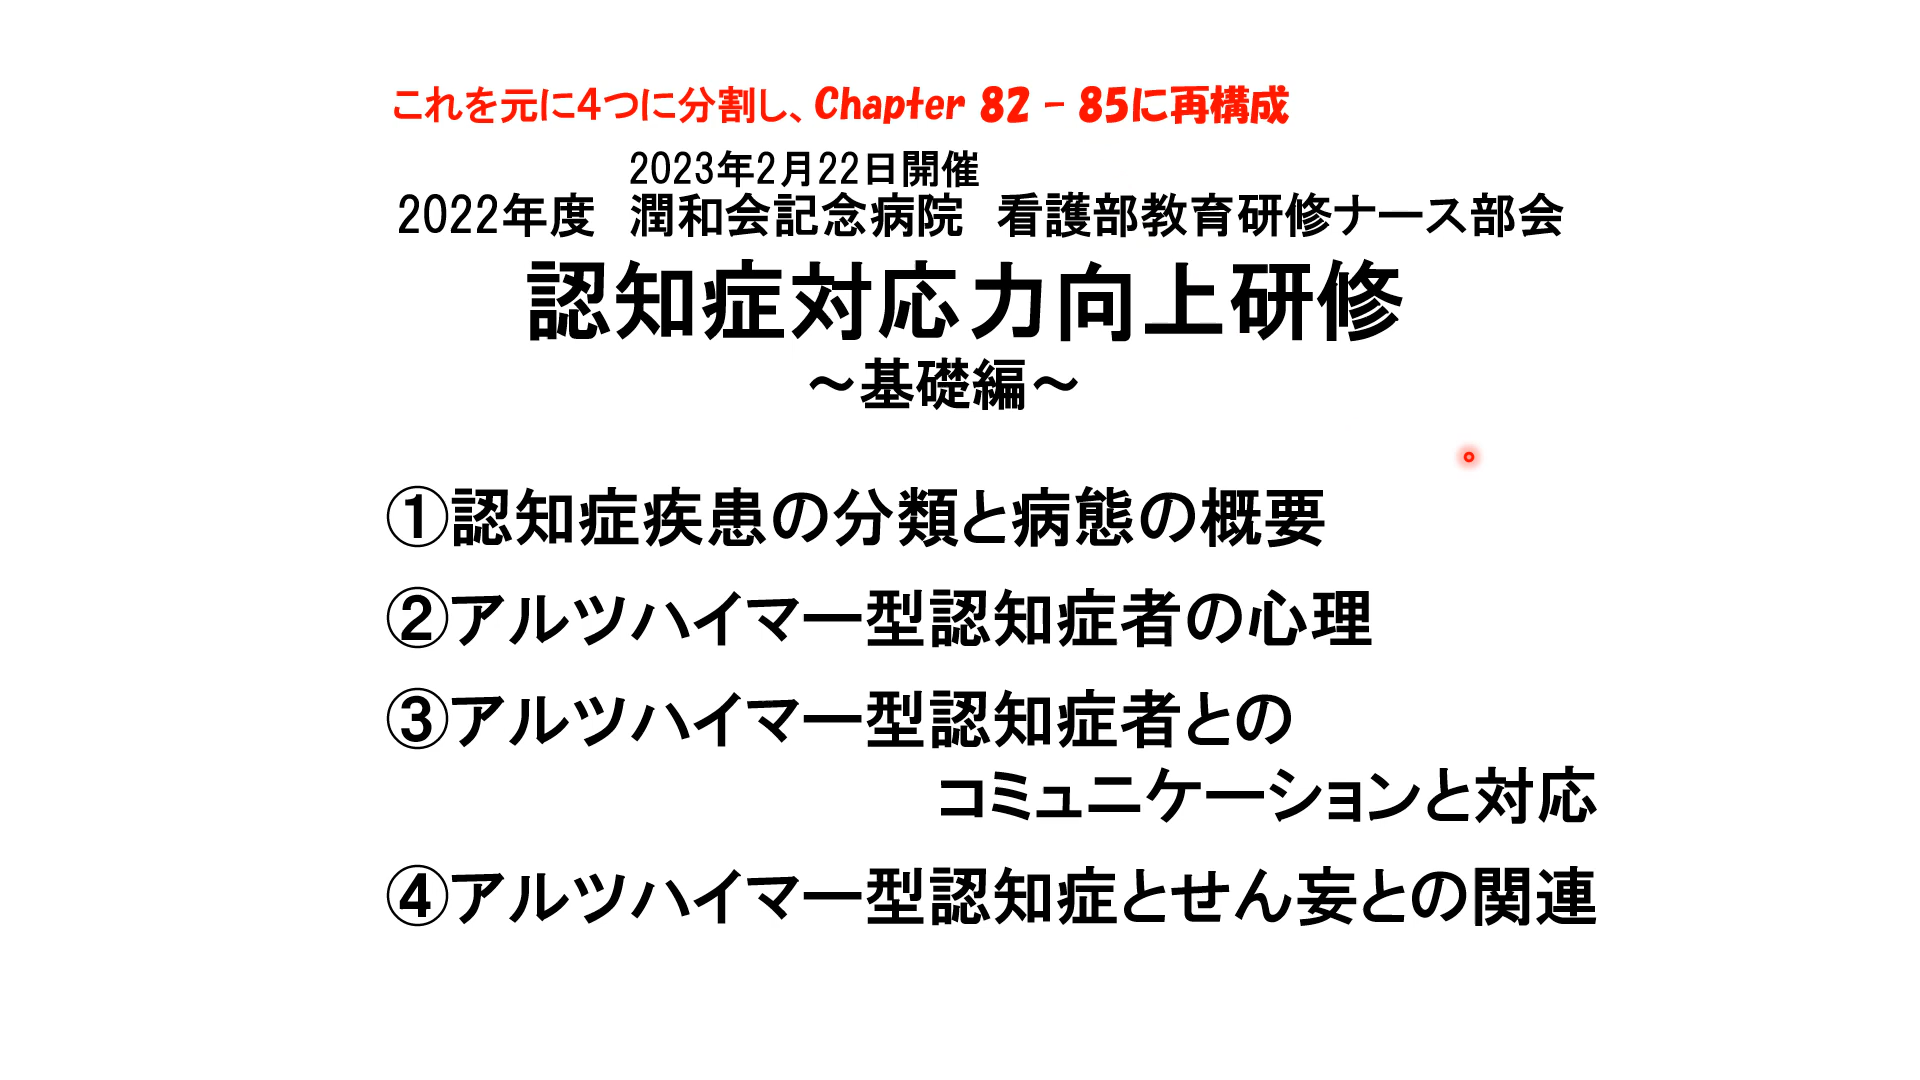 これを元に4つに分割し、Chapter 82 - 85に再構成
2023年2月22日開催
2022年度　潤和会記念病院　看護部教育研修ナース部会
認知症対応力向上研修
～基礎編～
①認知症疾患の分類と病態の概要
②アルツハイマー型認知症者の心理
③アルツハイマー型認知症者との
コミュニケーションと対応
④アルツハイマー型認知症とせん妄との関連